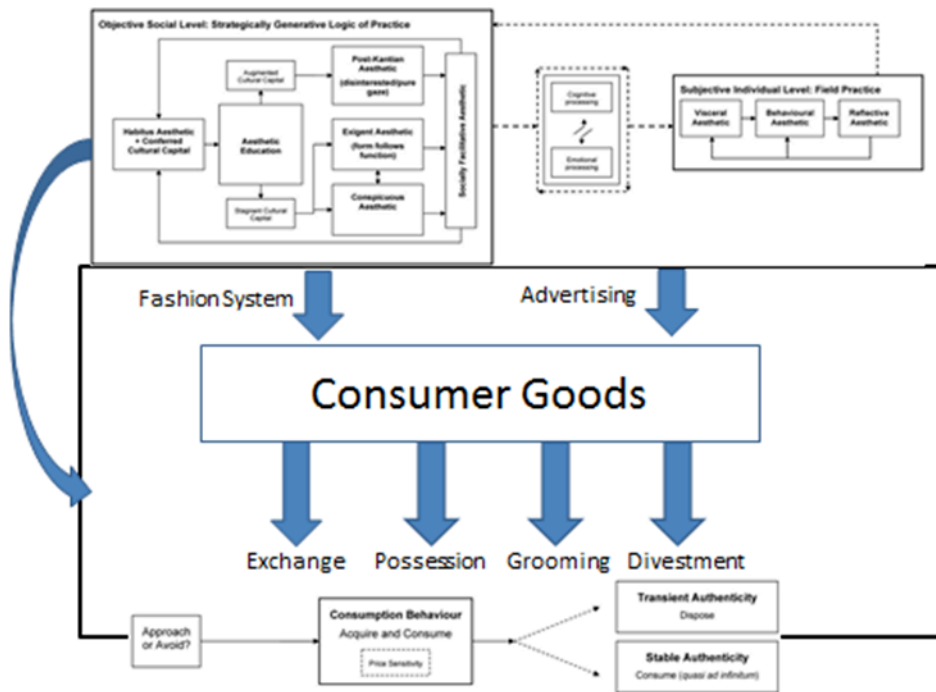 Objective Social Level: Strategically Generative Logic of Practice
Augmented
Cultural Capital
Post-Kantian
Aesthetic
(disinterested/pure
gaze)
Habitus Aesthetic
+ Conferred
Cultural Capital
Aesthetic
Education
Exigent Aesthetic
(form follows
function)
Stagnant Cultural
Capital
Conspicuous
Aesthetic
Socially Facilitative Aesthetic
Cognitive
processing
Emotional
processing
Subjective Individual Level: Field Practice
Visceral
Aesthetic
Behavioural
Aesthetic
Reflective
Aesthetic
Fashion System
Advertising
Consumer Goods
Exchange
Possession
Grooming
Divestment
Approach
or Avoid?
Consumption Behaviour
Acquire and Consume
Price Sensitivity
Transient Authenticity
Dispose
Stable Authenticity
Consume (quasi ad infinitum)